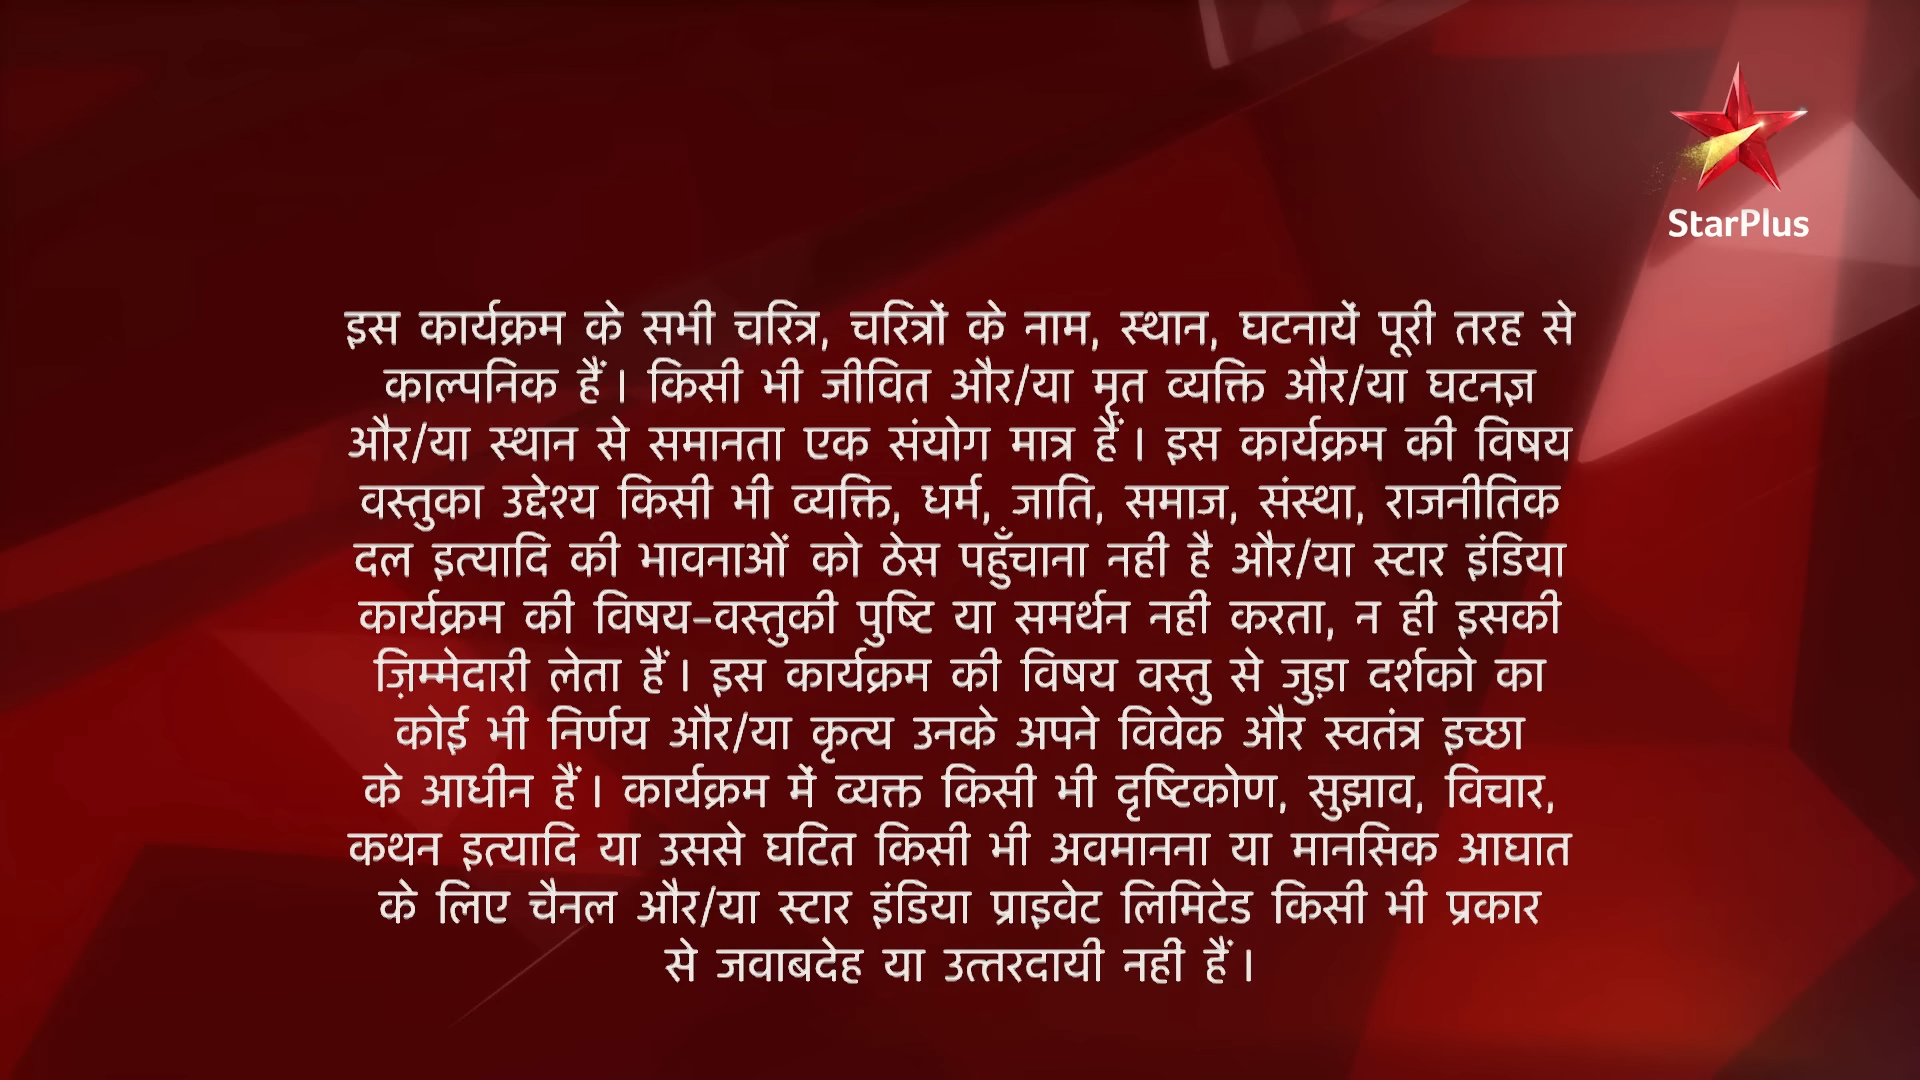 StarPlus
इस कार्यक्रम के सभी चरित्र, चरित्रों के नाम, स्थान, घटनायें पूरी तरह से
काल्पनिक हैं। किसी भी जीवित और/या मृत व्यक्ति और/या घटनज्ञ
और/या स्थान से समानता एक संयोग मात्र हैं। इस कार्यक्रम की विषय
वस्तुका उद्देश्य किसी भी व्यक्ति, धर्म, जाति, समाज, संस्था, राजनीतिक
दल इत्यादि की भावनाओं को ठेस पहुँचाना नही है और/या स्टार इंडिया
कार्यक्रम की विषय-वस्तुकी पुष्टि या समर्थन नही करता, न ही इसकी
ज़िम्मेदारी लेता हैं। इस कार्यक्रम की विषय वस्तु से जुड़ा दर्शको का
कोई भी निर्णय और/या कृत्य उनके अपने विवेक और स्वतंत्र इच्छा
के आधीन हैं। कार्यक्रम में व्यक्त किसी भी दृष्टिकोण, सुझाव, विचार,
कथन इत्यादि या उससे घटित किसी भी अवमानना या मानसिक आघात
के लिए चैनल और/या स्टार इंडिया प्राइवेट लिमिटेड किसी भी प्रकार
से जवाबदेह या उत्तरदायी नही हैं।